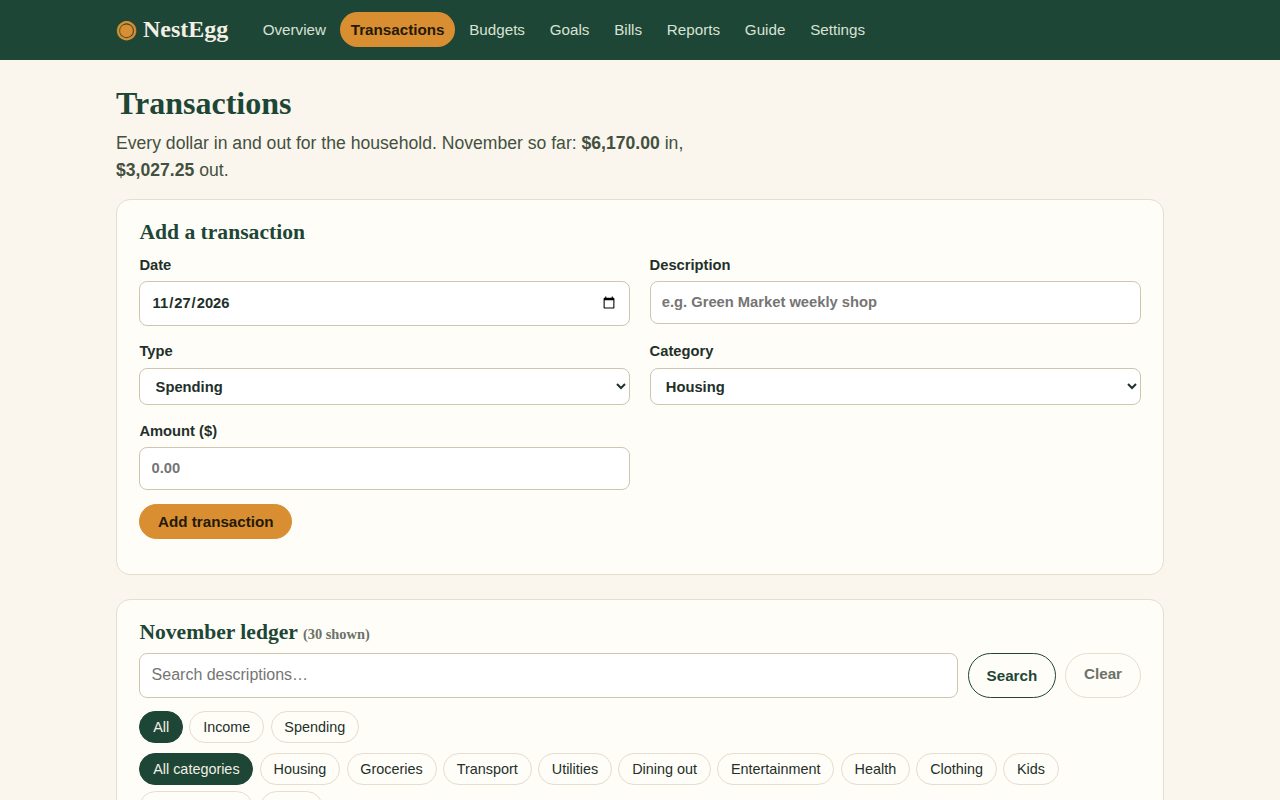 NestEgg Overview Transactions Budgets Goals Bills Reports Guide Settings
Transactions
Every dollar in and out for the household. November so far: $6,170.00 in,
$3,027.25 out.
Add a transaction
Date Description
11/27/2026 e.g. Green Market weekly shop
Type Category
Spending Housing
Amount ($)
0.00
Add transaction
November ledger (30 shown)
Search descriptions… Search Clear
All Income Spending
All categories Housing Groceries Transport Utilities Dining out Entertainment Health Clothing Kids